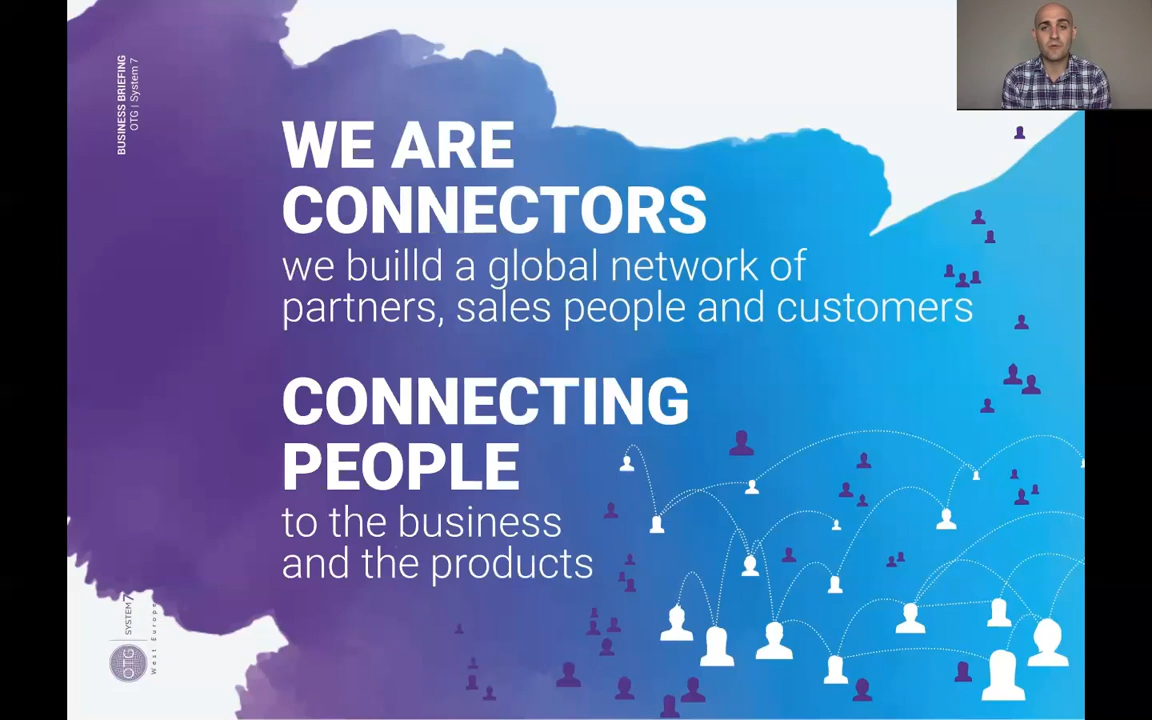 BUSINESS BRIEFING
OTG | System 7
WE ARE
CONNECTORS
we builld a global network of
partners, sales people and customers
CONNECTING
PEOPLE
to the business
and the products
OTG | SYSTEM7
West Europe